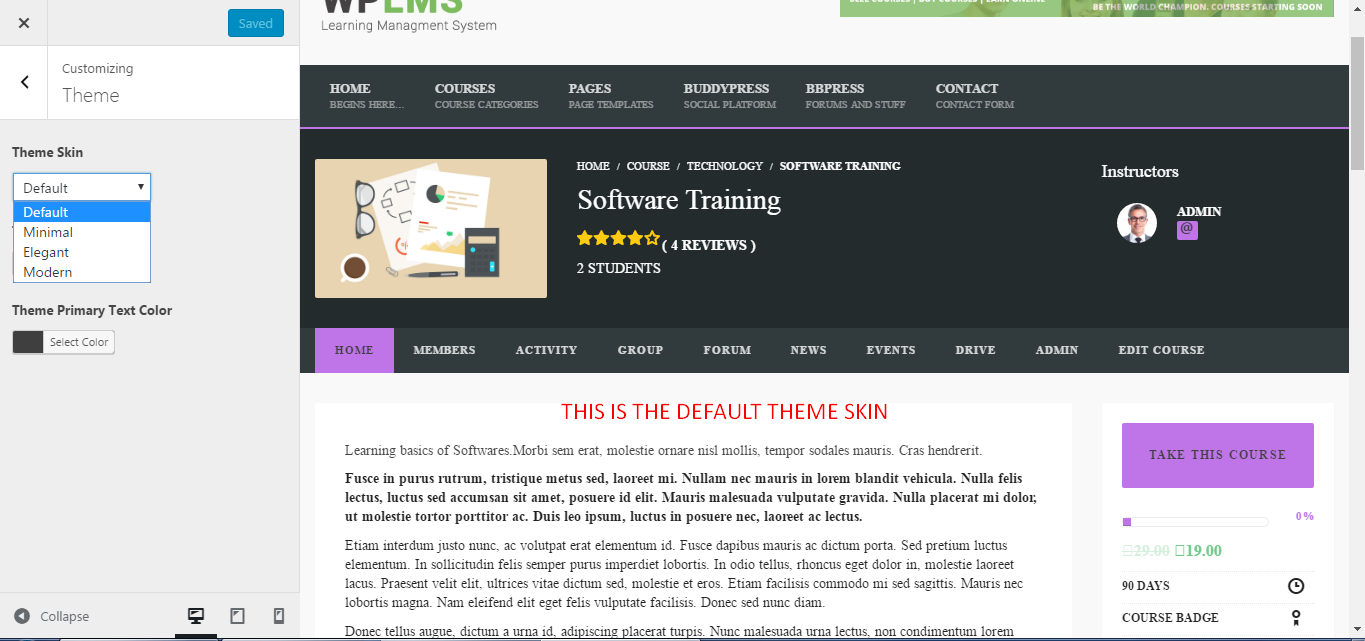 Saved
Customizing
Theme
Theme Skin
Default
Default
Minimal
Elegant
Modern
Theme Primary Text Color
Select Color
Collapse
WPLMS
Learning Managment System
BE THE WORLD CHAMPION. COURSES STARTING SOON
HOME COURSES PAGES BUDDYPRESS BBPRESS CONTACT
BEGINS HERE... COURSE CATEGORIES PAGE TEMPLATES SOCIAL PLATFORM FORUMS AND STUFF CONTACT FORM
HOME / COURSE / TECHNOLOGY / SOFTWARE TRAINING
Software Training
( 4 REVIEWS )
2 STUDENTS
Instructors
ADMIN
@
HOME MEMBERS ACTIVITY GROUP FORUM NEWS EVENTS DRIVE ADMIN EDIT COURSE
THIS IS THE DEFAULT THEME SKIN
Learning basics of Softwares.Morbi sem erat, molestie ornare nisl mollis, tempor sodales mauris. Cras hendrerit.
Fusce in purus rutrum, tristique metus sed, laoreet mi. Nullam nec mauris in lorem blandit vehicula. Nulla felis
lectus, luctus sed accumsan sit amet, posuere id elit. Mauris malesuada vulputate gravida. Nulla placerat mi dolor,
ut molestie tortor porttitor ac. Duis leo ipsum, luctus in posuere nec, laoreet ac lectus.
Etiam interdum justo nunc, ac volutpat erat elementum id. Fusce dapibus mauris ac dictum porta. Sed pretium luctus
elementum. In sollicitudin felis semper purus imperdiet lobortis. In odio tellus, rhoncus eget dolor in, molestie laoreet
lacus. Praesent velit elit, ultrices vitae dictum sed, molestie et eros. Etiam facilisis commodo mi sed sagittis. Mauris nec
lobortis magna. Nam eleifend elit eget felis vulputate facilisis. Donec sed nunc diam.
Donec tellus augue, dictum a urna id, adipiscing placerat turpis. Nunc malesuada urna lectus, non condimentum lorem
TAKE THIS COURSE
0%
29.00 19.00
90 DAYS
COURSE BADGE